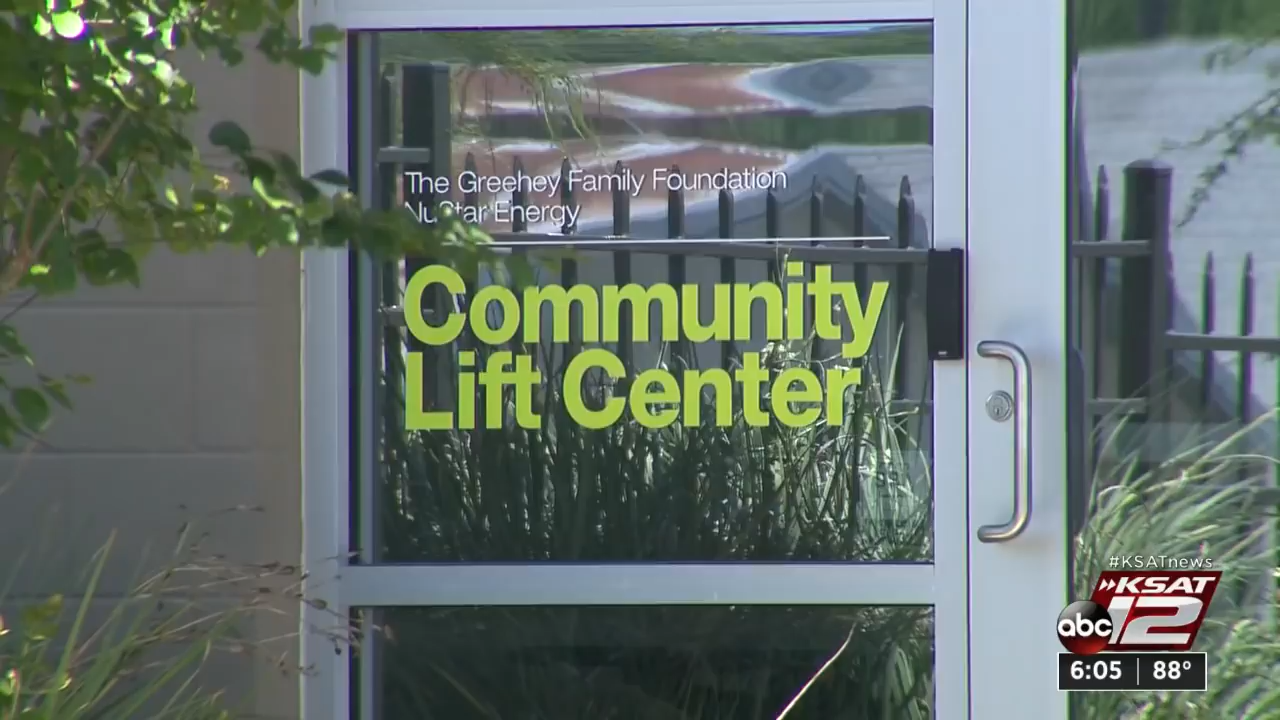 The Greehey Family Foundation
NuStar Energy
Community
Lift Center
#KSATnews
KSAT
abc 12
6:05 88°